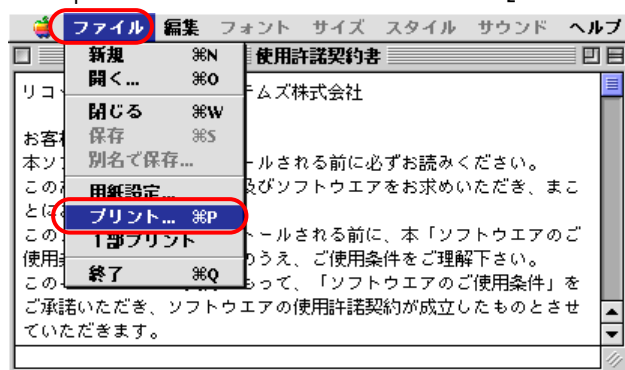 ファイル 編集 フォント サイズ スタイル サウンド ヘルプ
使用許諾契約書
新規 ⌘N
開く... ⌘O
閉じる ⌘W
保存 ⌘S
別名で保存...
用紙設定...
プリント... ⌘P
1部プリント
終了 ⌘Q
リコ ムズ株式会社
お客
本ソ ールされる前に必ずお読みください。
この 及びソフトウエアをお求めいただき、まこ
とに
この トールされる前に、本「ソフトウエアのご
使用 のうえ、ご使用条件をご理解下さい。
この もって、「ソフトウエアのご使用条件」を
ご承諾いただき、ソフトウエアの使用許諾契約が成立したものとさせ
ていただきます。